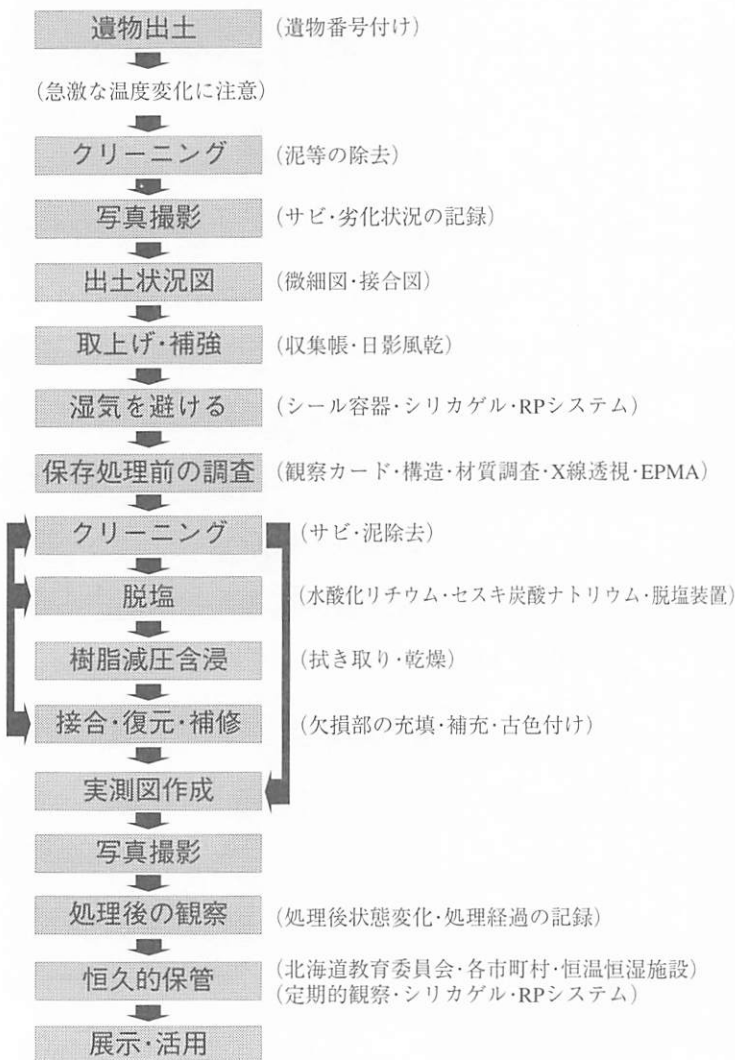 遺物出土 (遺物番号付け)
(急激な温度変化に注意)
クリーニング (泥等の除去)
写真撮影 (サビ・劣化状況の記録)
出土状況図 (微細図・接合図)
取上げ・補強 (収集帳・日影風乾)
湿気を避ける (シール容器・シリカゲル・RPシステム)
保存処理前の調査 (観察カード・構造・材質調査・X線透視・EPMA)
クリーニング (サビ・泥除去)
脱塩 (水酸化リチウム・セスキ炭酸ナトリウム・脱塩装置)
樹脂減圧含浸 (拭き取り・乾燥)
接合・復元・補修 (欠損部の充填・補充・古色付け)
実測図作成
写真撮影
処理後の観察 (処理後状態変化・処理経過の記録)
恒久的保管 (北海道教育委員会・各市町村・恒温恒湿施設)
(定期的観察・シリカゲル・RPシステム)
展示・活用